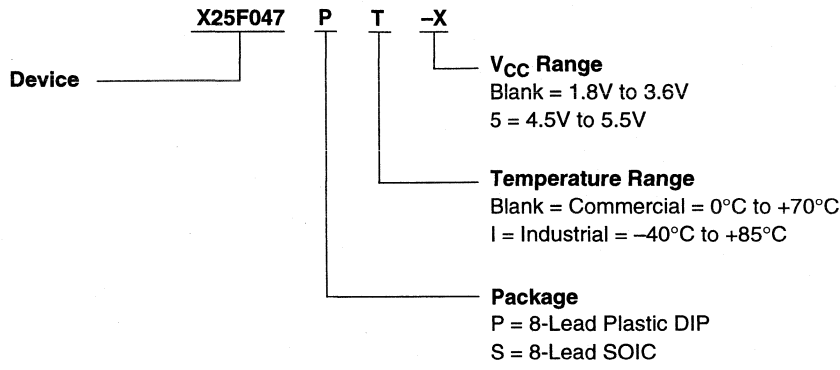 X25F047 P T –X
Device
VCC Range
Blank = 1.8V to 3.6V
5 = 4.5V to 5.5V
Temperature Range
Blank = Commercial = 0°C to +70°C
I = Industrial = –40°C to +85°C
Package
P = 8-Lead Plastic DIP
S = 8-Lead SOIC